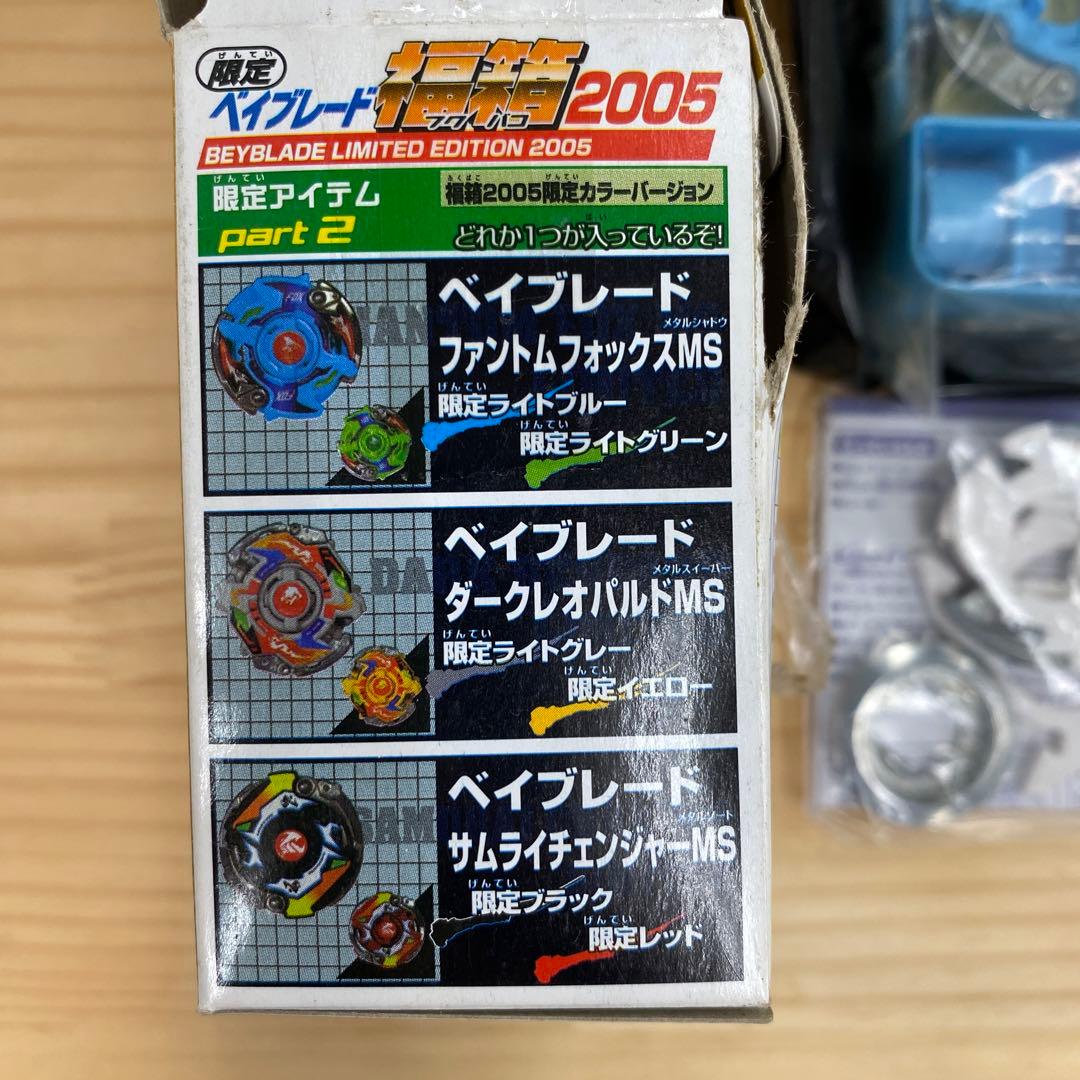 げんてい
限定
ベイブレード福箱2005
フクバコ
BEYBLADE LIMITED EDITION 2005
げんてい
限定アイテム
part 2
ふくばこ げんてい
福箱2005限定カラーバージョン
はい
どれか1つが入っているぞ!
ベイブレード
メタルシャドウ
ファントムフォックスMS
げんてい
限定ライトブルー
げんてい
限定ライトグリーン
ベイブレード
メタルスイーパー
ダークレオパルドMS
げんてい
限定ライトグレー
げんてい
限定イエロー
ベイブレード
サムライチェンジャーMS
げんてい
限定ブラック
げんてい
限定レッド